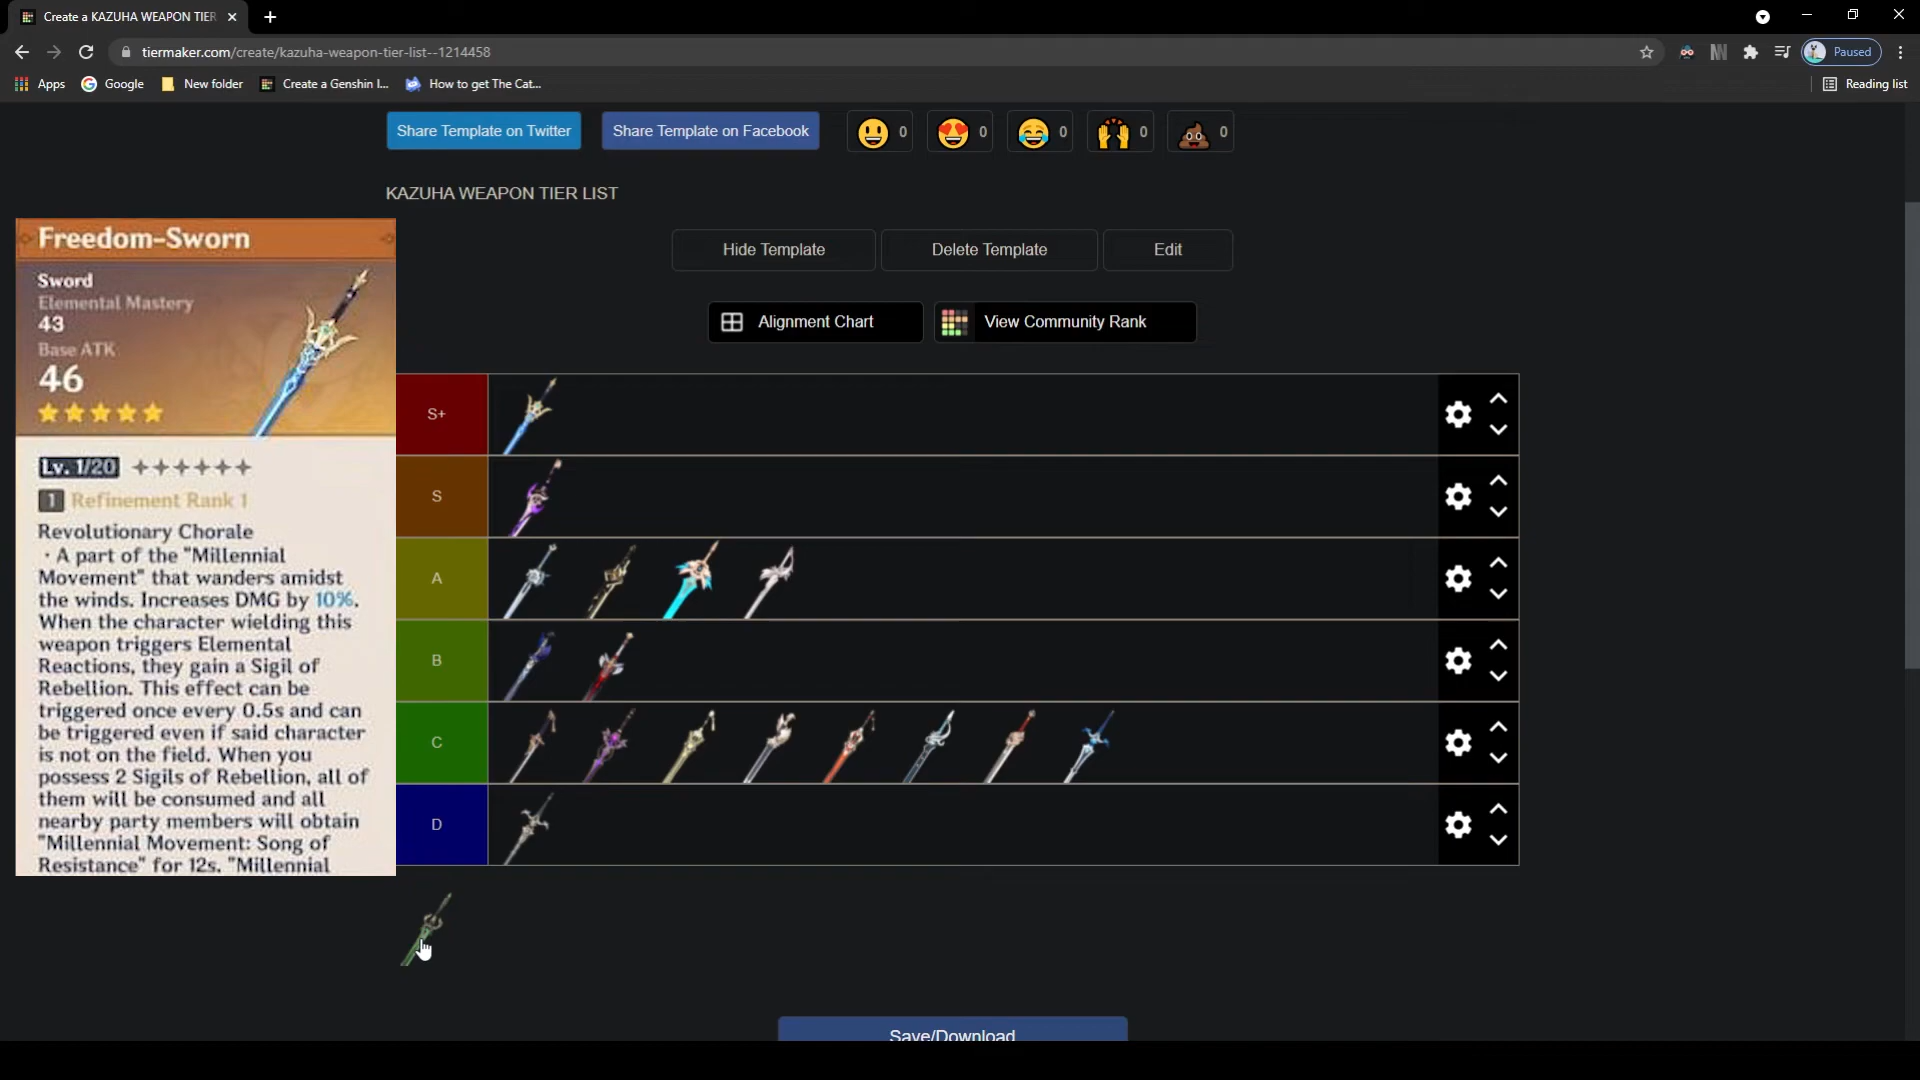 Create a KAZUHA WEAPON TIER
tiermaker.com/create/kazuha-weapon-tier-list--1214458
Paused
Apps
Google
New folder
Create a Genshin I...
How to get The Cat...
Reading list
Share Template on Twitter
Share Template on Facebook
0
0
0
0
0
KAZUHA WEAPON TIER LIST
Hide Template
Delete Template
Edit
Alignment Chart
View Community Rank
Freedom-Sworn
Sword
Elemental Mastery
43
Base ATK
46
Lv. 1/20
1 Refinement Rank 1
Revolutionary Chorale
· A part of the "Millennial
Movement" that wanders amidst
the winds. Increases DMG by 10%.
When the character wielding this
weapon triggers Elemental
Reactions, they gain a Sigil of
Rebellion. This effect can be
triggered once every 0.5s and can
be triggered even if said character
is not on the field. When you
possess 2 Sigils of Rebellion, all of
them will be consumed and all
nearby party members will obtain
"Millennial Movement: Song of
Resistance" for 12s. "Millennial
S+
S
A
B
C
D
Save/Download